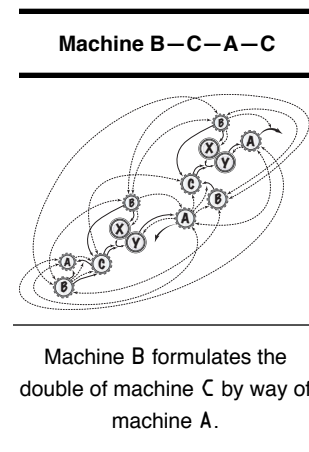 Machine B—C—A—C
B
A
X
Y
C
B
B
A
X
Y
A
C
B
Machine B formulates the
double of machine C by way of
machine A.